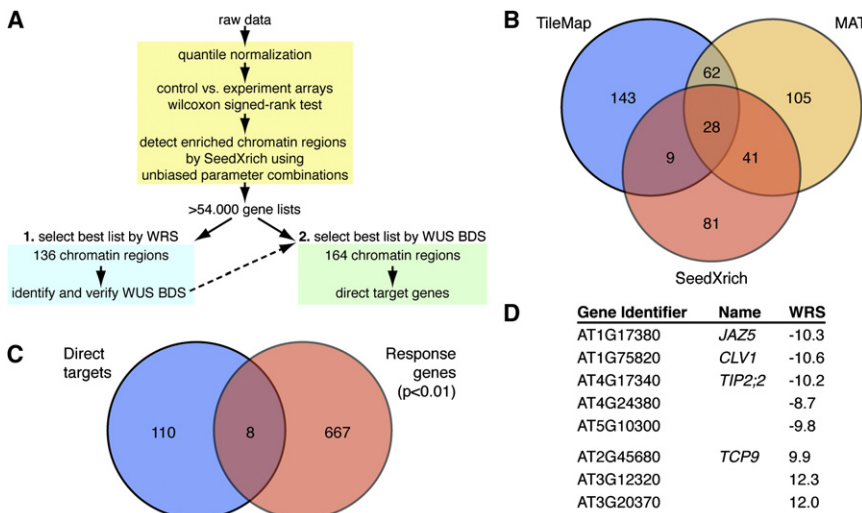 A
raw data
quantile normalization
control vs. experiment arrays
wilcoxon signed-rank test
detect enriched chromatin regions
by SeedXrich using
unbiased parameter combinations
>54.000 gene lists
1. select best list by WRS
2. select best list by WUS BDS
136 chromatin regions
164 chromatin regions
identify and verify WUS BDS
direct target genes
B
TileMap
MAT
62
143
105
28
9
41
81
SeedXrich
C
Direct
targets
Response
genes
(p<0.01)
110
8
667
D
Gene Identifier Name WRS
AT1G17380 JAZ5 -10.3
AT1G75820 CLV1 -10.6
AT4G17340 TIP2;2 -10.2
AT4G24380 -8.7
AT5G10300 -9.8
AT2G45680 TCP9 9.9
AT3G12320 12.3
AT3G20370 12.0